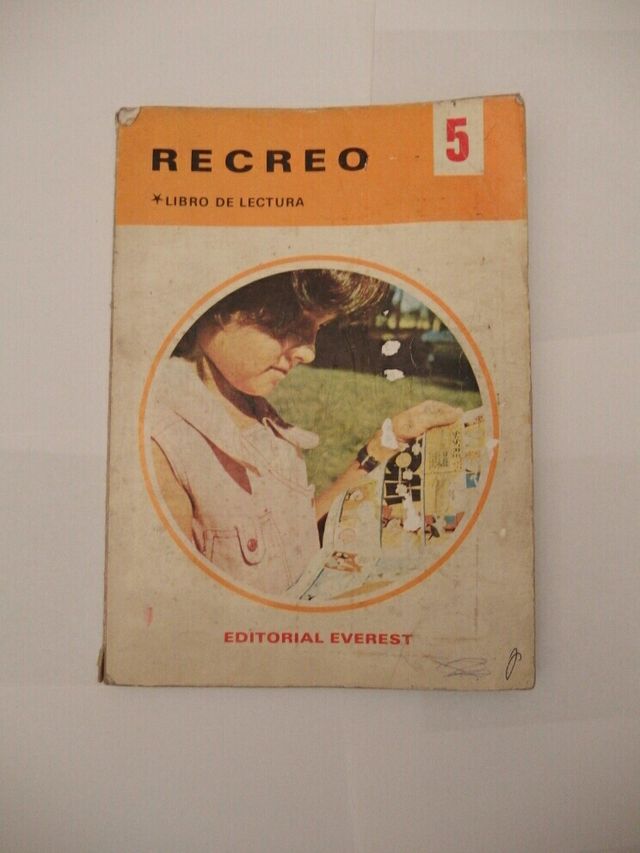 RECREO
5
*LIBRO DE LECTURA
EDITORIAL EVEREST